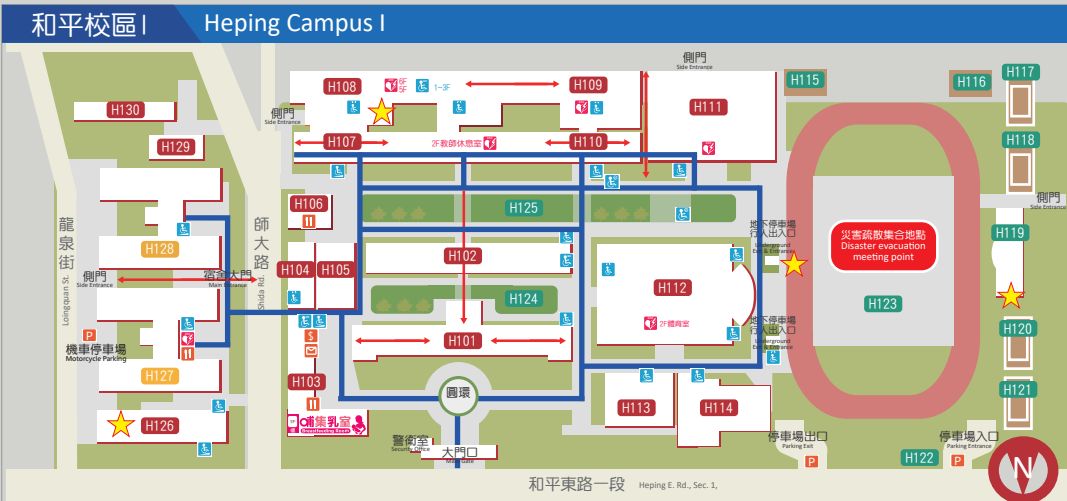 和平校區I Heping Campus I
側門
Side Entrance
H130
H129
側門
Side Entrance
H108
6F
5F
1~3F
H109
H111
H107
2F教師休息室
H110
H115
H116
H117
H118
側門
Side Entrance
H119
龍泉街
Loingquan St.
師大路
Shida Rd.
H106
H125
H128
側門
Side Entrance
宿舍大門
Main Entrance
H104
H105
H102
H124
H112
2F體育室
地下停車場
行人出入口
Underground
Exit & Entrance
災害疏散集合地點
Disaster evacuation
meeting point
H123
地下停車場
行人出入口
Underground
Exit & Entrance
P
機車停車場
Motorcycle Parking
H127
H126
$
H101
H103
哺集乳室
Breastfeeding Room
圓環
警衛室
Security Office
大門口
Main Gate
H113
H114
H120
H121
停車場出口
Parking Exit
P
H122
停車場入口
Parking Entrance
P
N
和平東路一段 Heping E. Rd., Sec. 1,